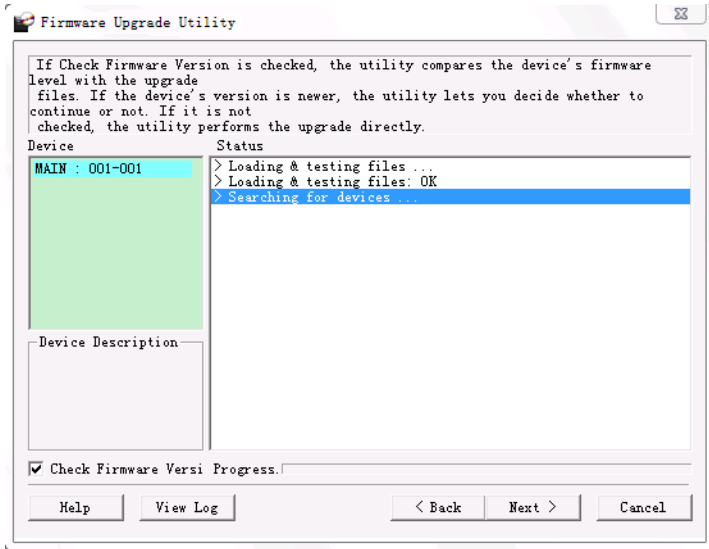 Firmware Upgrade Utility
If Check Firmware Version is checked, the utility compares the device's firmware
level with the upgrade
files. If the device's version is newer, the utility lets you decide whether to
continue or not. If it is not
checked, the utility performs the upgrade directly.
Device Status
MAIN : 001-001
> Loading & testing files ...
> Loading & testing files: OK
> Searching for devices ...
Device Description
Check Firmware Versi Progress.
Help View Log < Back Next > Cancel